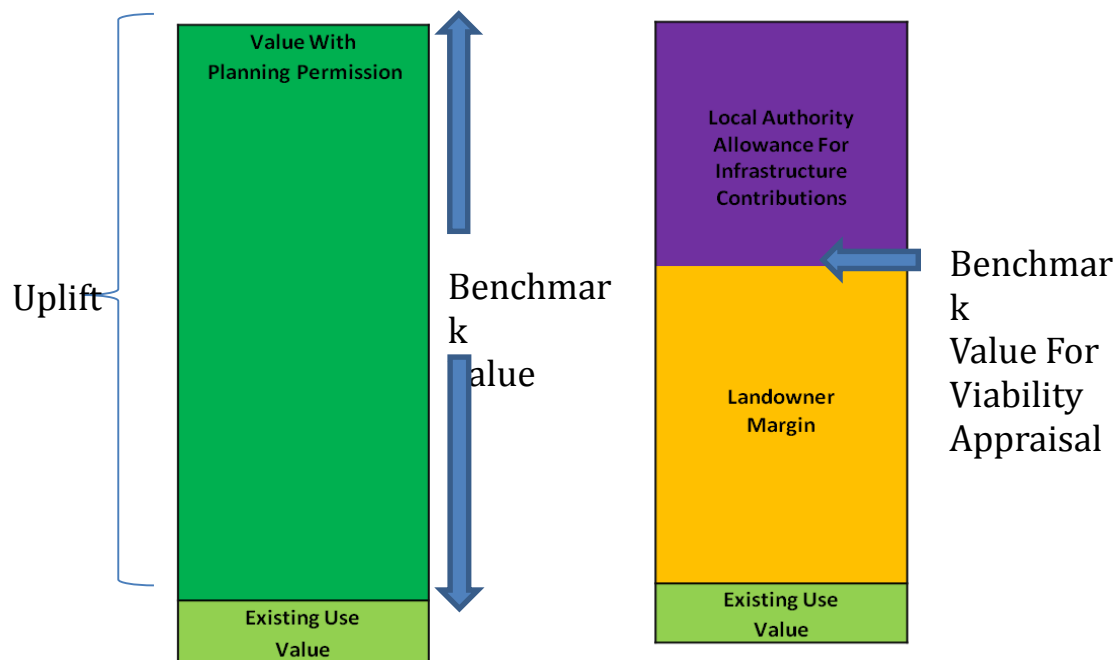 Value With
Planning Permission
Uplift
Benchmar
k
alue
Existing Use
Value
Local Authority
Allowance For
Infrastructure
Contributions
Landowner
Margin
Existing Use
Value
Benchmar
k
Value For
Viability
Appraisal